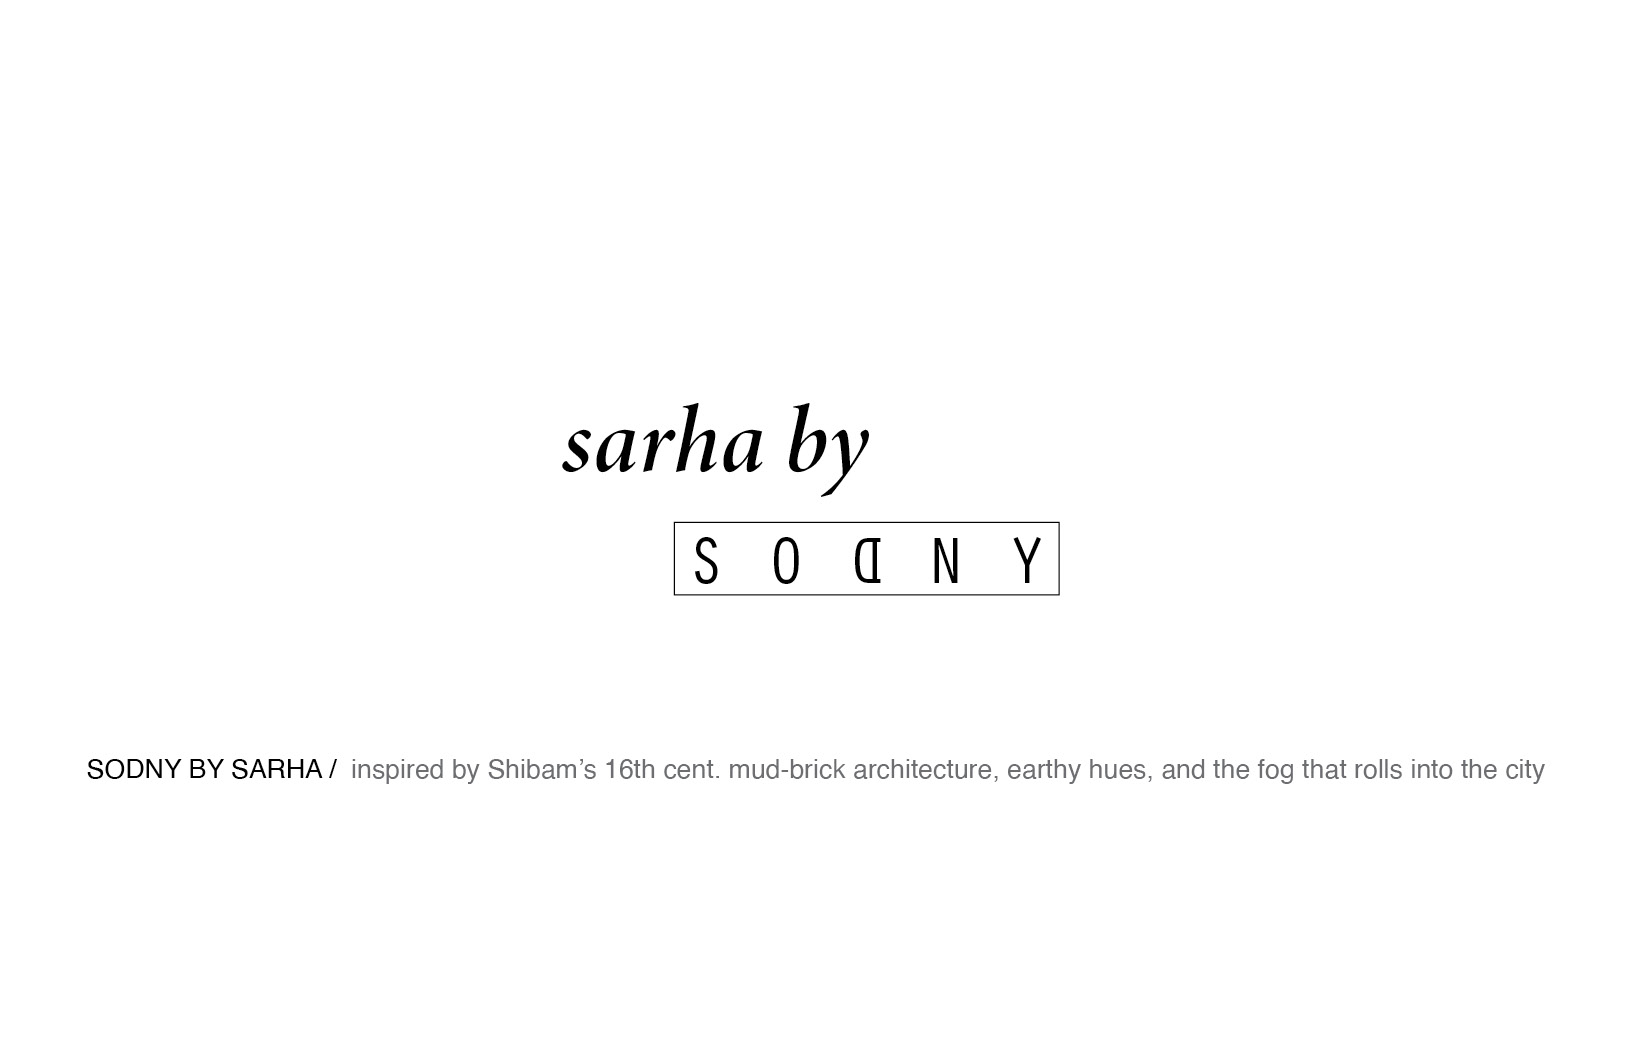 sarha by
SODNY
SODNY BY SARHA / inspired by Shibam’s 16th cent. mud-brick architecture, earthy hues, and the fog that rolls into the city